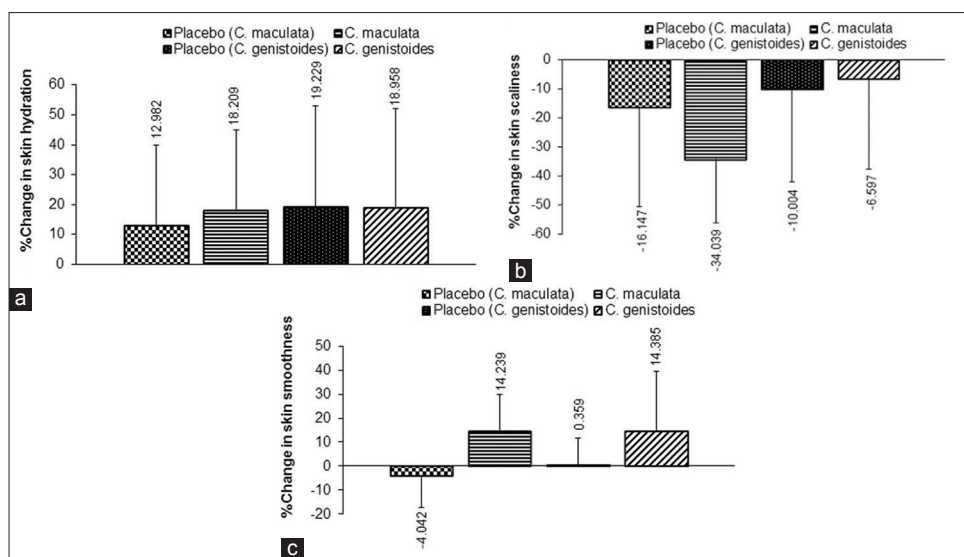 Placebo (C. maculata) C. maculata
Placebo (C. genistoides) C. genistoides
%Change in skin hydration
60
50
40
30
20
10
0
12.982
18.209
19.229
18.958
a
Placebo (C. maculata) C. maculata
Placebo (C. genistoides) C. genistoides
%Change in skin scaliness
0
-10
-20
-30
-40
-50
-60
-16.147
-34.039
-10.004
-6.597
b
Placebo (C. maculata) C. maculata
Placebo (C. genistoides) C. genistoides
%Change in skin smoothness
50
40
30
20
10
0
-10
-20
-4.042
14.239
0.359
14.385
c